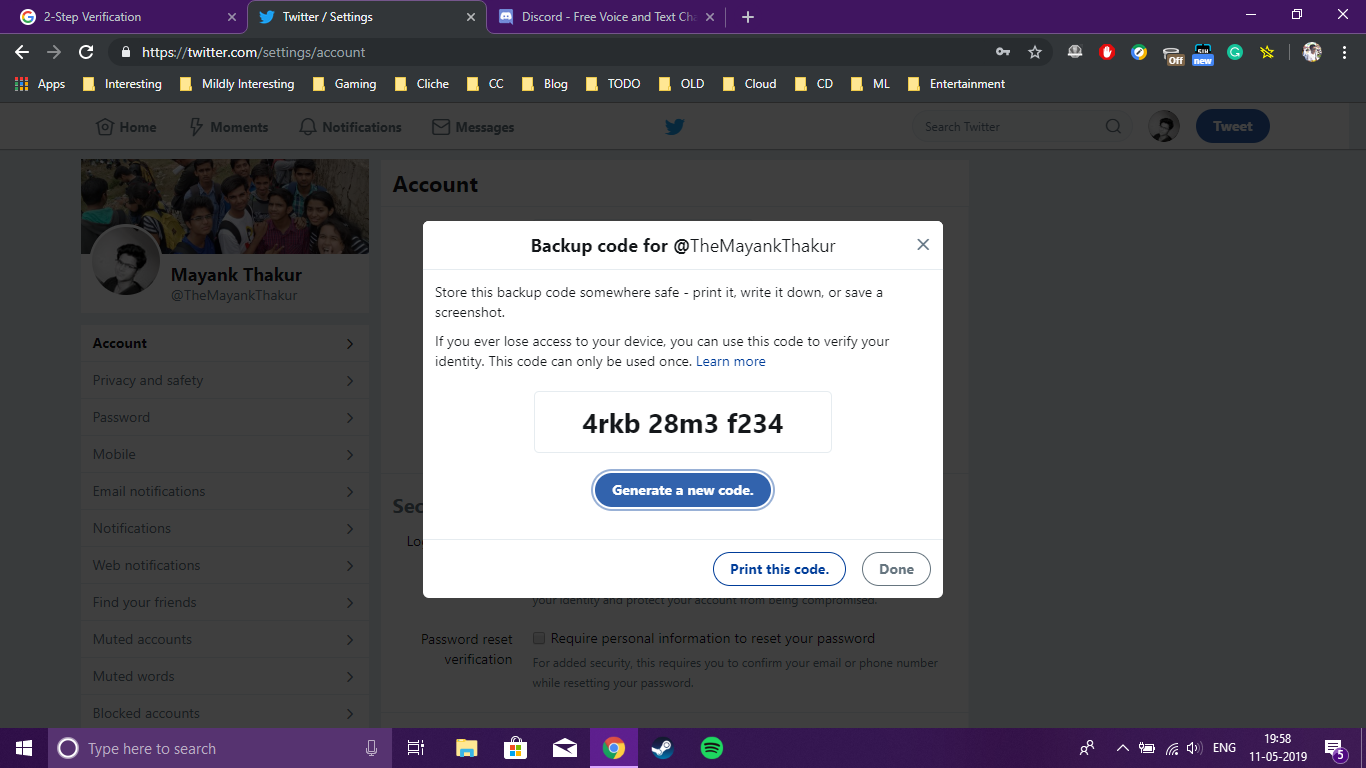 2-Step Verification
Twitter / Settings
Discord - Free Voice and Text Cha
https://twitter.com/settings/account
Off
new
Apps
Interesting
Mildly Interesting
Gaming
Cliche
CC
Blog
TODO
OLD
Cloud
CD
ML
Entertainment
Home
Moments
Notifications
Messages
Search Twitter
Tweet
Mayank Thakur
@TheMayankThakur
Account
Privacy and safety
Password
Mobile
Email notifications
Notifications
Web notifications
Find your friends
Muted accounts
Muted words
Blocked accounts
Account
Backup code for @TheMayankThakur
Store this backup code somewhere safe - print it, write it down, or save a
screenshot.
If you ever lose access to your device, you can use this code to verify your
identity. This code can only be used once. Learn more
4rkb 28m3 f234
Generate a new code.
Print this code.
Done
Sec
Lo
your identity and protect your account from being compromised.
Password reset
verification
Require personal information to reset your password
For added security, this requires you to confirm your email or phone number
while resetting your password.
Type here to search
ENG
19:58
11-05-2019
5